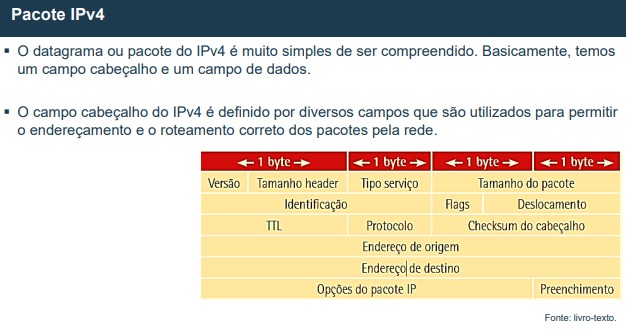 Pacote IPv4
▪ O datagrama ou pacote do IPv4 é muito simples de ser compreendido. Basicamente, temos
um campo cabeçalho e um campo de dados.
▪ O campo cabeçalho do IPv4 é definido por diversos campos que são utilizados para permitir
o endereçamento e o roteamento correto dos pacotes pela rede.
1 byte 1 byte 1 byte 1 byte
Versão Tamanho header Tipo serviço Tamanho do pacote
Identificação Flags Deslocamento
TTL Protocolo Checksum do cabeçalho
Endereço de origem
Endereço de destino
Opções do pacote IP Preenchimento
Fonte: livro-texto.